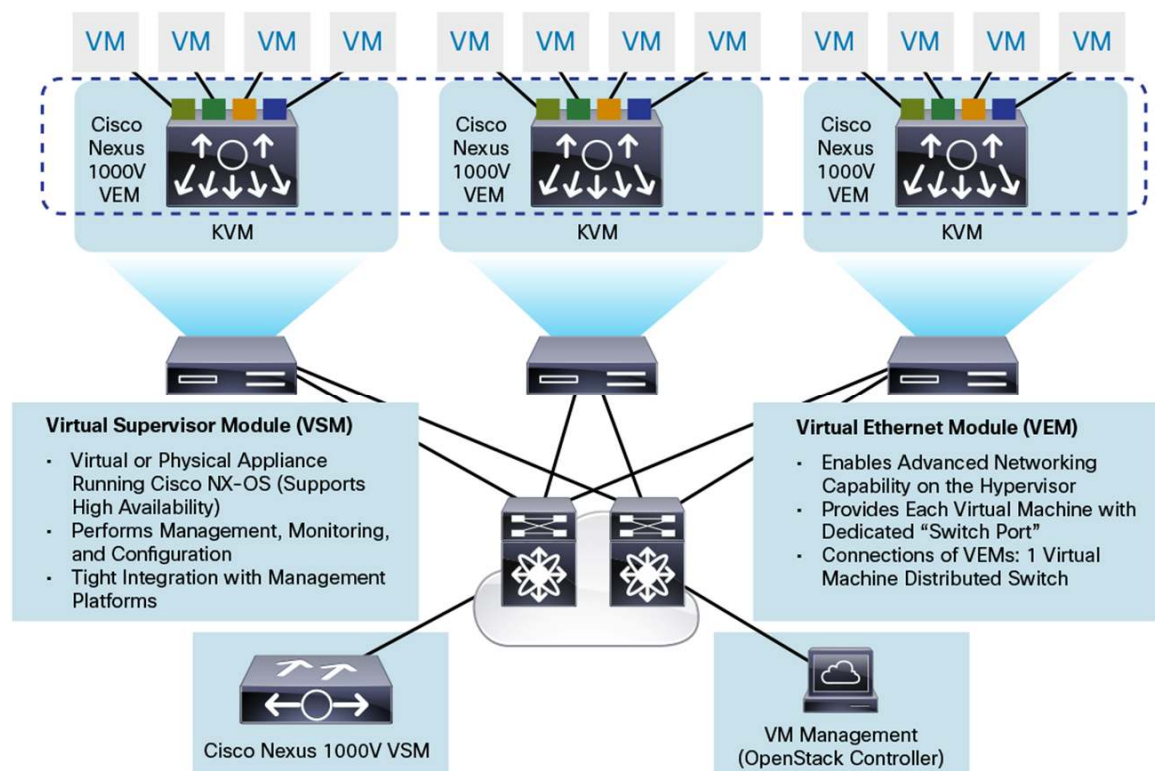 VM VM VM VM VM VM VM VM VM VM VM VM
Cisco
Nexus
1000V
VEM
KVM
Cisco
Nexus
1000V
VEM
KVM
Cisco
Nexus
1000V
VEM
KVM
Virtual Supervisor Module (VSM)
· Virtual or Physical Appliance
Running Cisco NX-OS (Supports
High Availability)
· Performs Management, Monitoring,
and Configuration
· Tight Integration with Management
Platforms
Virtual Ethernet Module (VEM)
· Enables Advanced Networking
Capability on the Hypervisor
· Provides Each Virtual Machine with
Dedicated “Switch Port”
· Connections of VEMs: 1 Virtual
Machine Distributed Switch
Cisco Nexus 1000V VSM
VM Management
(OpenStack Controller)